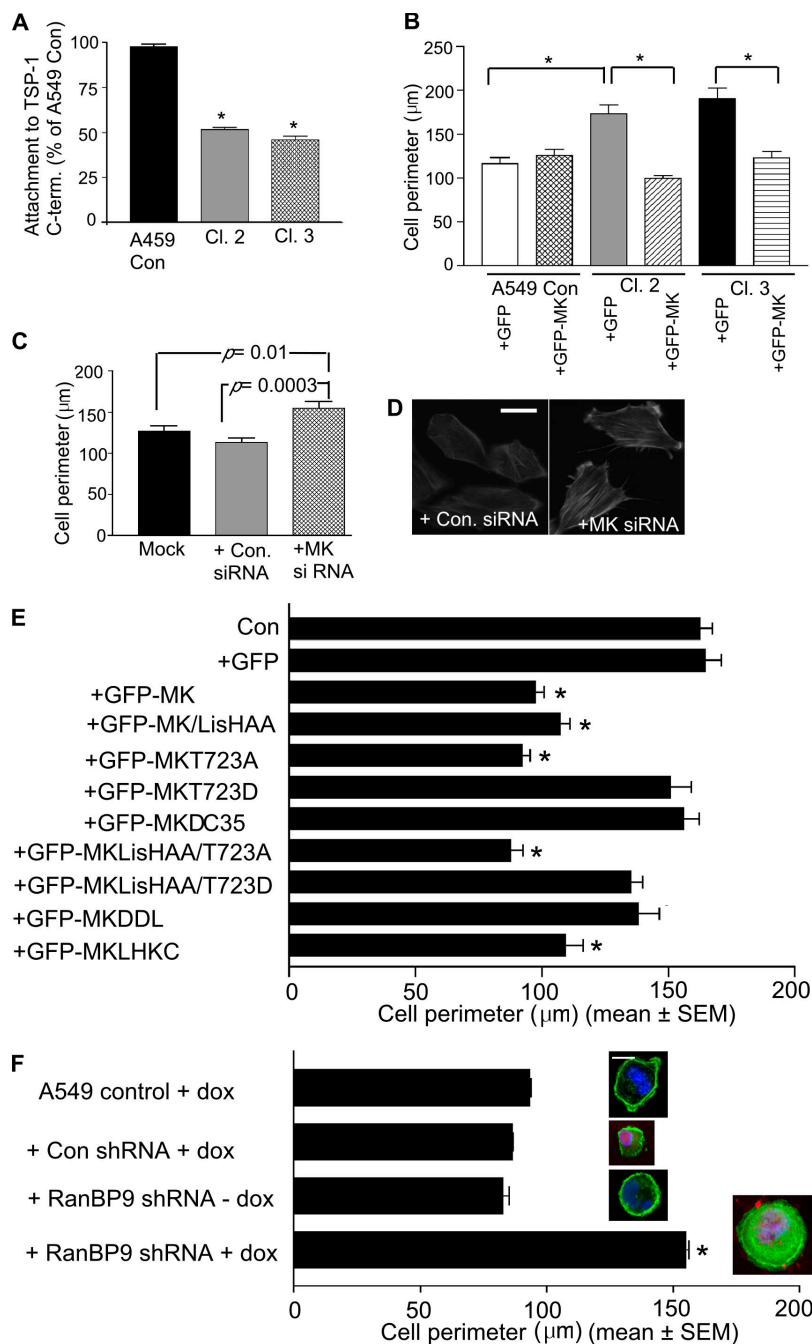 A
Attachment to TSP-1
C-term. (% of A549 Con)
100
75
50
25
0
*
*
A459
Con
Cl. 2
Cl. 3
B
Cell perimeter (μm)
250
200
150
100
50
0
*
*
*
A549 Con
Cl. 2
Cl. 3
+GFP
+GFP-MK
+GFP
+GFP-MK
+GFP
+GFP-MK
C
Cell perimeter (μm)
200
150
100
50
0
p= 0.01
p= 0.0003
Mock
+ Con.
siRNA
+MK
si RNA
D
+ Con. siRNA
+MK siRNA
E
Con
+GFP
+GFP-MK
*
+GFP-MK/LisHAA
*
+GFP-MKT723A
*
+GFP-MKT723D
+GFP-MKDC35
+GFP-MKLisHAA/T723A
*
+GFP-MKLisHAA/T723D
+GFP-MKDDL
+GFP-MKLHKC
*
0
50
100
150
200
Cell perimeter (μm) (mean ± SEM)
F
A549 control + dox
+ Con shRNA + dox
+ RanBP9 shRNA - dox
+ RanBP9 shRNA + dox
*
0
50
100
150
200
Cell perimeter (μm) (mean ± SEM)